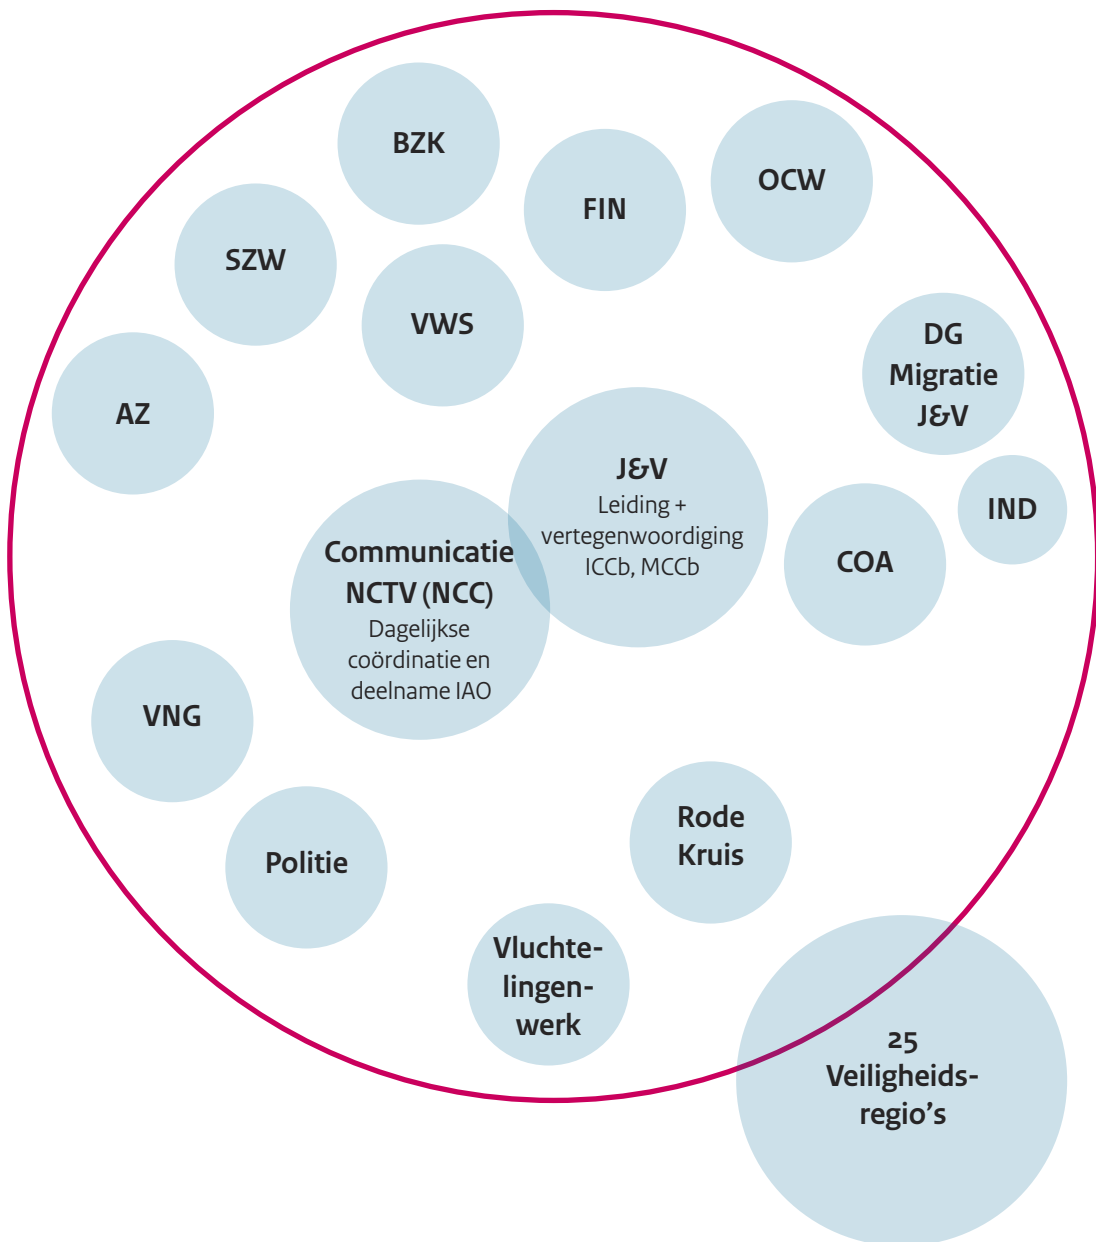 BZK
OCW
FIN
SZW
VWS
DG
Migratie
J&V
AZ
J&V
Leiding +
vertegenwoordiging
ICCb, MCCb
IND
Communicatie
NCTV (NCC)
Dagelijkse
coördinatie en
deelname IAO
COA
VNG
Politie
Rode
Kruis
Vluchte-
lingen-
werk
25
Veiligheids-
regio’s